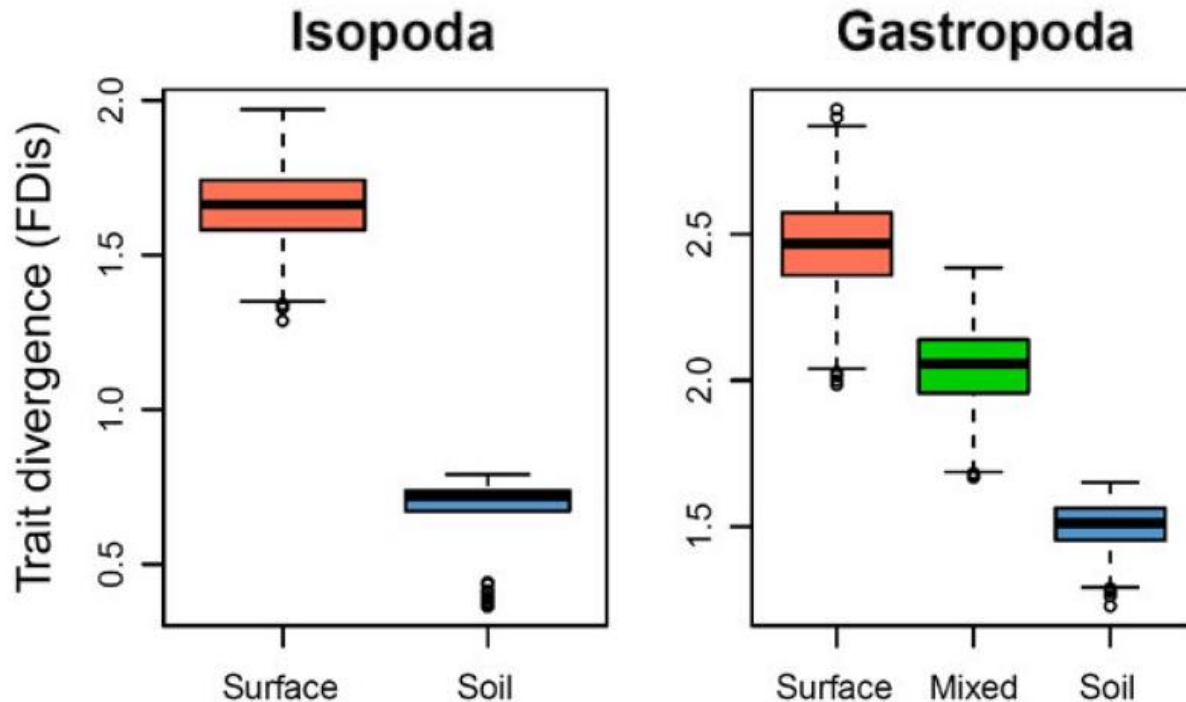 Isopoda
Gastropoda
Trait divergence (FDis)
2.0
1.5
1.0
0.5
2.5
2.0
1.5
Surface Soil
Surface Mixed Soil